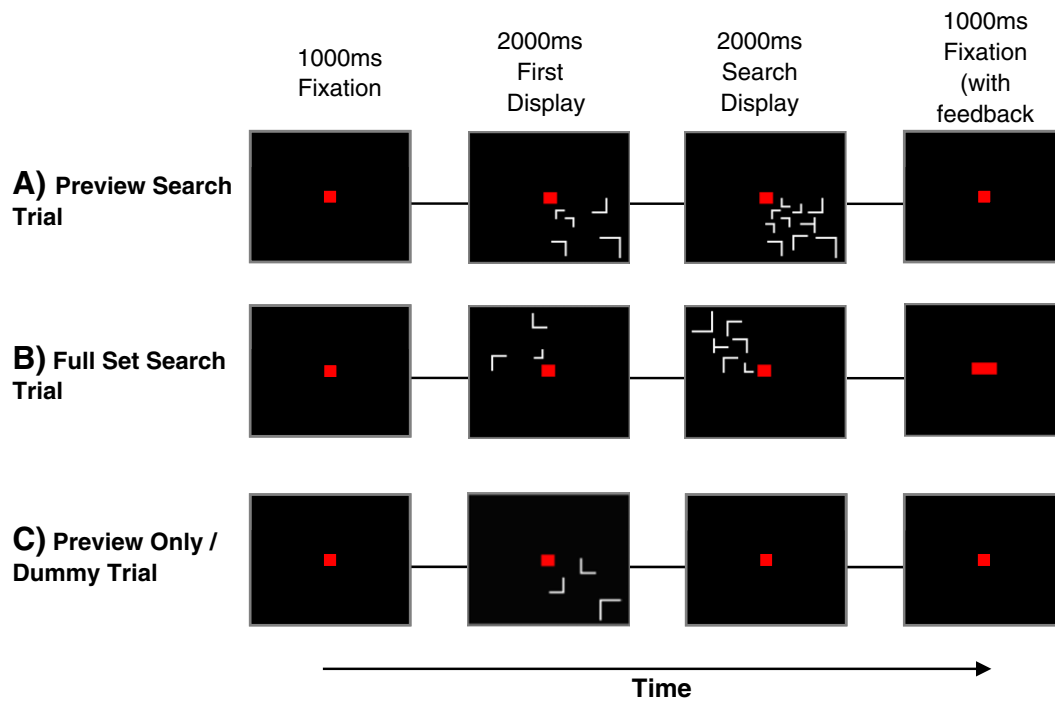 1000ms
Fixation
2000ms
First
Display
2000ms
Search
Display
1000ms
Fixation
(with
feedback
A) Preview Search
Trial
B) Full Set Search
Trial
C) Preview Only /
Dummy Trial
Time